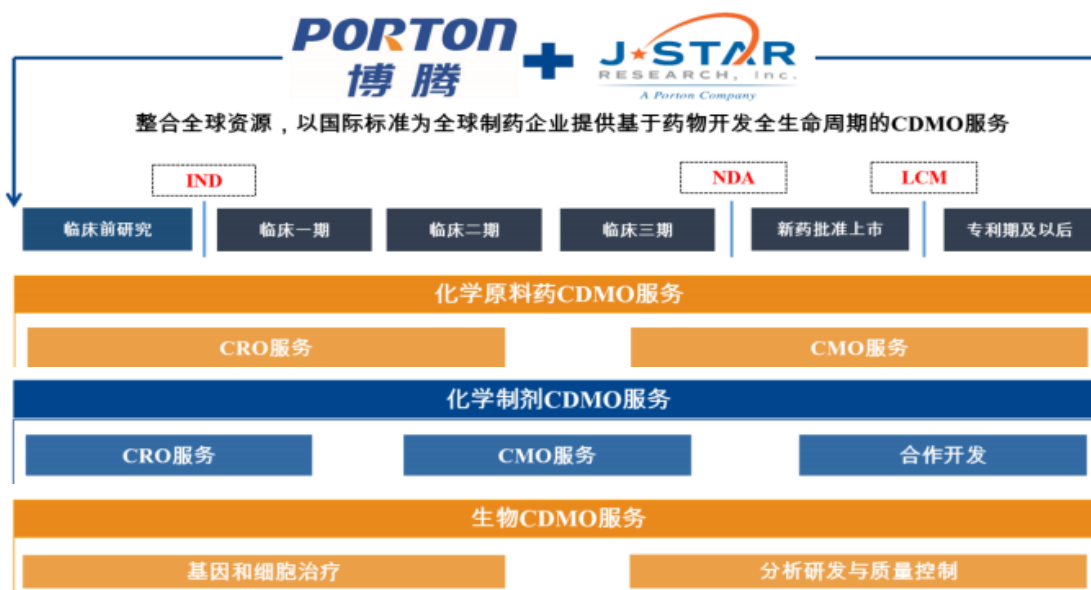 PORTON
博腾
J★STAR
RESEARCH, Inc.
A Porton Company
整合全球资源，以国际标准为全球制药企业提供基于药物开发全生命周期的CDMO服务
IND NDA LCM
临床前研究 临床一期 临床二期 临床三期 新药批准上市 专利期及以后
化学原料药CDMO服务
CRO服务 CMO服务
化学制剂CDMO服务
CRO服务 CMO服务 合作开发
生物CDMO服务
基因和细胞治疗 分析研发与质量控制